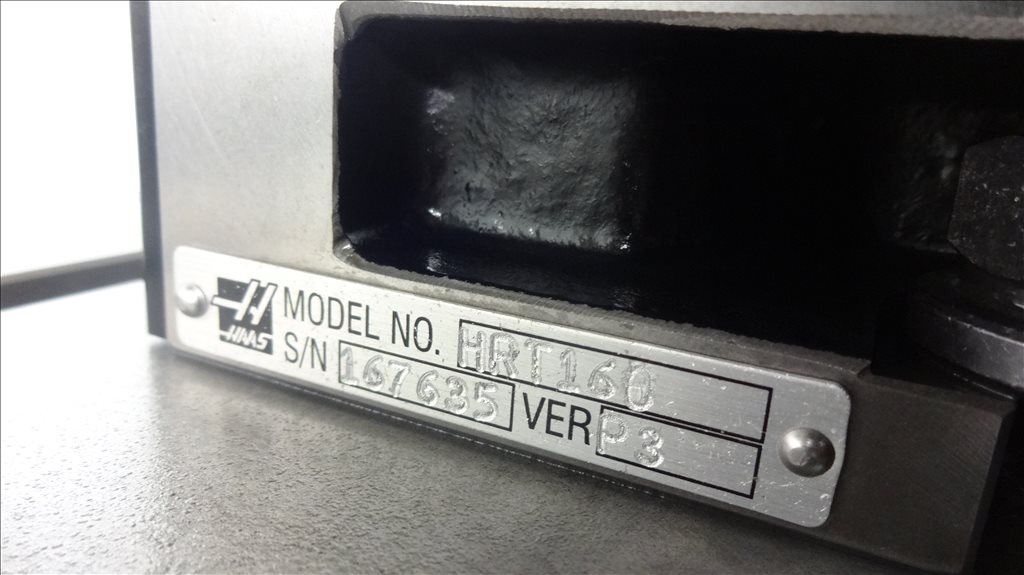 HAAS
MODEL NO. HRT160
S/N 167635 VER P3